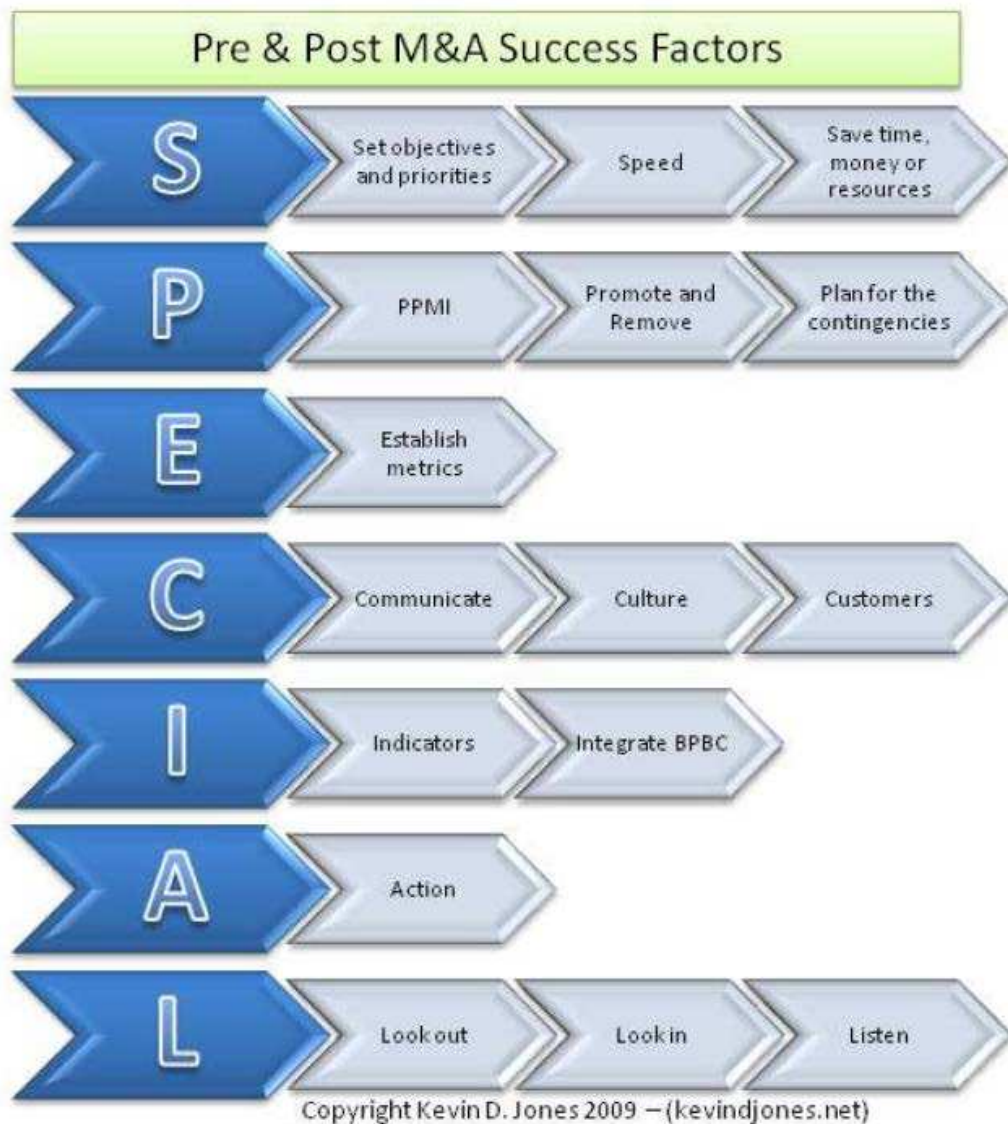 Pre & Post M&A Success Factors
S
Set objectives
and priorities
Speed
Save time,
money or
resources
P
PPMI
Promote and
Remove
Plan for the
contingencies
E
Establish
metrics
C
Communicate
Culture
Customers
I
Indicators
Integrate BPBC
A
Action
L
Look out
Look in
Listen
Copyright Kevin D. Jones 2009 – (kevindjones.net)